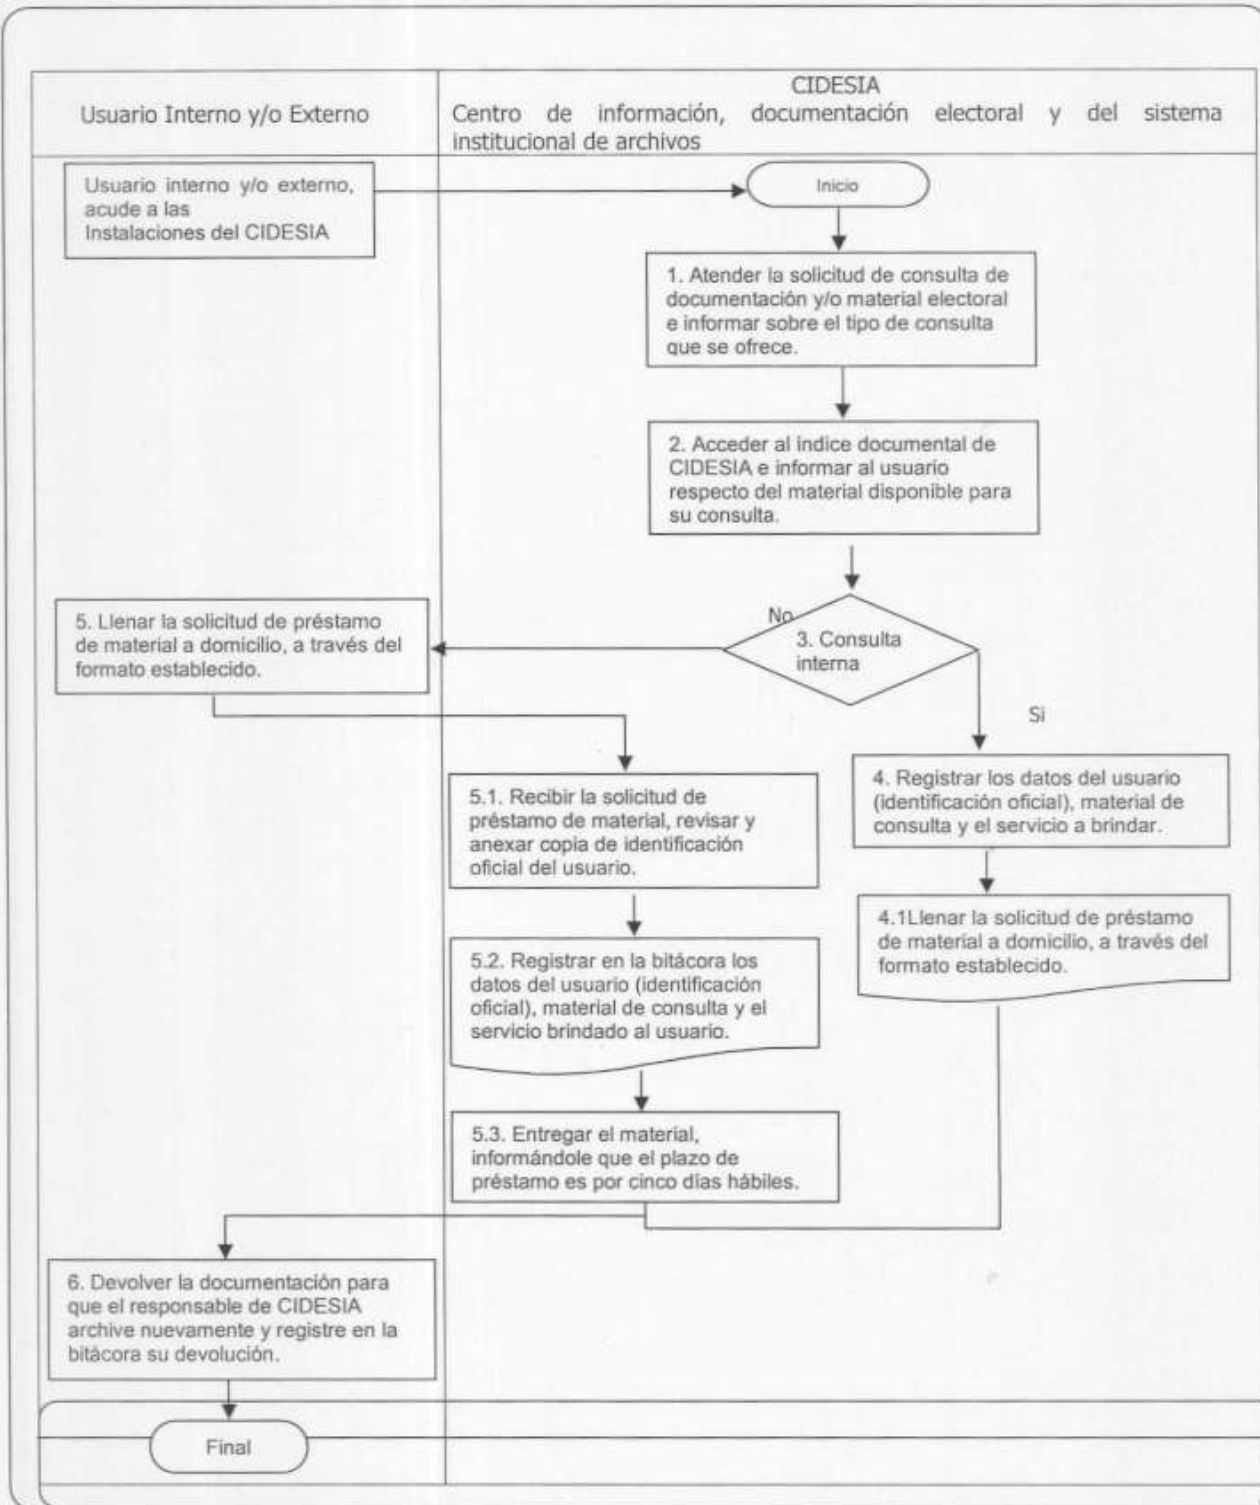 Usuario Interno y/o Externo
CIDESIA
Centro de información, documentación electoral y del sistema
institucional de archivos
Usuario interno y/o externo,
acude a las
Instalaciones del CIDESIA
Inicio
1. Atender la solicitud de consulta de
documentación y/o material electoral
e informar sobre el tipo de consulta
que se ofrece.
2. Acceder al índice documental de
CIDESIA e informar al usuario
respecto del material disponible para
su consulta.
No
3. Consulta
interna
Si
5. Llenar la solicitud de préstamo
de material a domicilio, a través del
formato establecido.
4. Registrar los datos del usuario
(identificación oficial), material de
consulta y el servicio a brindar.
5.1. Recibir la solicitud de
préstamo de material, revisar y
anexar copia de identificación
oficial del usuario.
4.1Llenar la solicitud de préstamo
de material a domicilio, a través del
formato establecido.
5.2. Registrar en la bitácora los
datos del usuario (identificación
oficial), material de consulta y el
servicio brindado al usuario.
5.3. Entregar el material,
informándole que el plazo de
préstamo es por cinco días hábiles.
6. Devolver la documentación para
que el responsable de CIDESIA
archive nuevamente y registre en la
bitácora su devolución.
Final